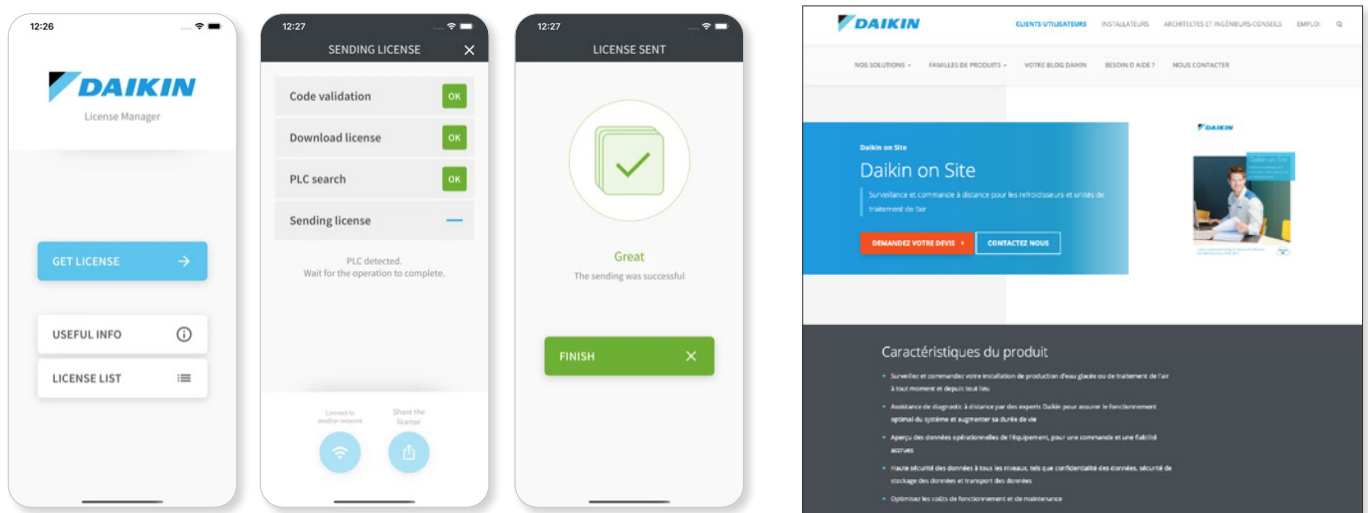 12:26
DAIKIN
License Manager
GET LICENSE
USEFUL INFO
LICENSE LIST
12:27
SENDING LICENSE
Code validation OK
Download license OK
PLC search OK
Sending license
PLC detected.
Wait for the operation to complete.
Connect to
another network
Share the
license
12:27
LICENSE SENT
Great
The sending was successful
FINISH
DAIKIN
CLIENTS UTILISATEURS INSTALLATEURS ARCHITECTES ET INGÉNIEURS-CONSEILS EMPLOI
NOS SOLUTIONS FAMILLES DE PRODUITS VOTRE BLOG DAIKIN BESOIN D AIDE ? NOUS CONTACTER
Daikin on Site
Daikin on Site
Surveillance et commande à distance pour les refroidisseurs et unités de
traitement de l'air
DEMANDEZ VOTRE DEVIS CONTACTEZ NOUS
DAIKIN
Daikin on Site
Caractéristiques du produit
• Surveillez et commandez votre installation de production d'eau glacée ou de traitement de l'air
à tout moment et depuis tout lieu
• Assistance de diagnostic à distance par des experts Daikin pour assurer le fonctionnement
optimal du système et augmenter sa durée de vie
• Aperçu des données opérationnelles de l'équipement, pour une commande et une fiabilité
accrues
• Haute sécurité des données à tous les niveaux, tels que confidentialité des données, sécurité de
stockage des données et transport des données
• Optimisez les coûts de fonctionnement et de maintenance